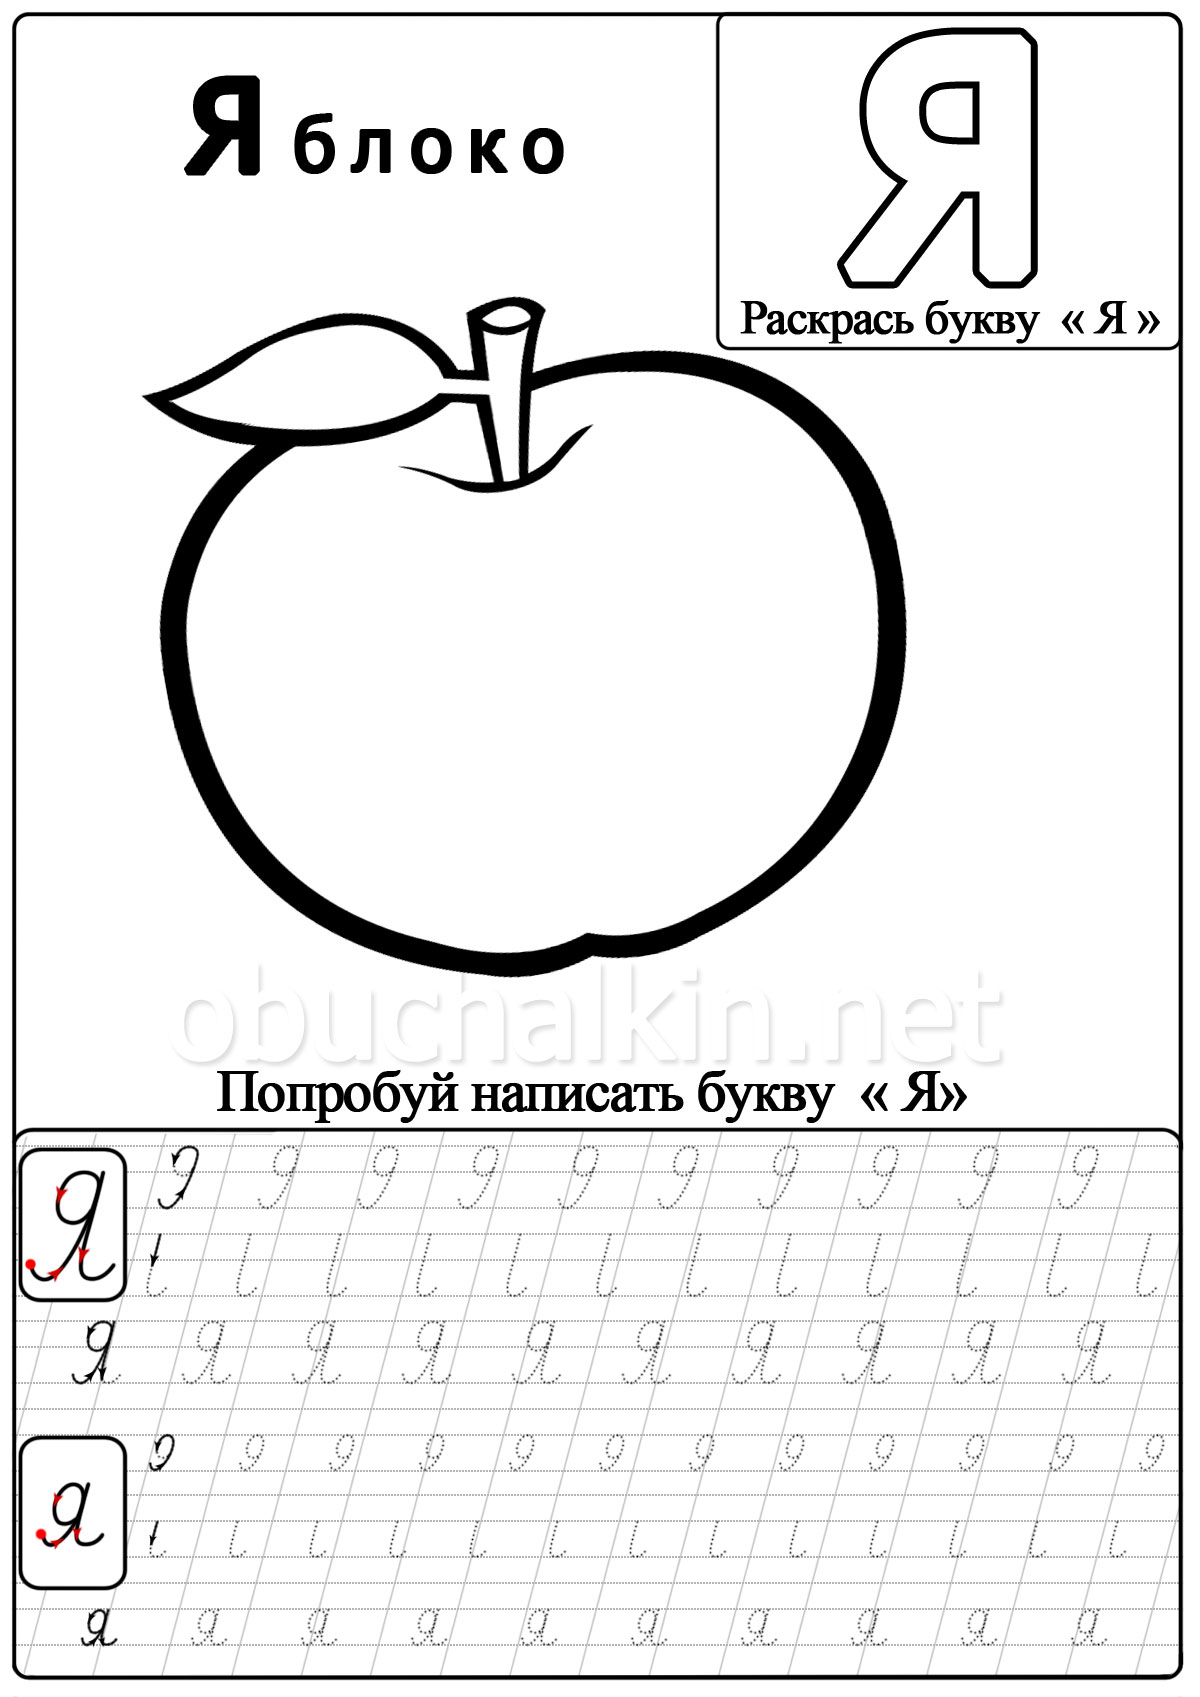 Яблоко
Я
Раскрась букву « Я »
obuchalkin.net
Попробуй написать букву « Я»
Я
Я Я Я Я Я Я Я Я Я Я
я
я я я я я я я я я я